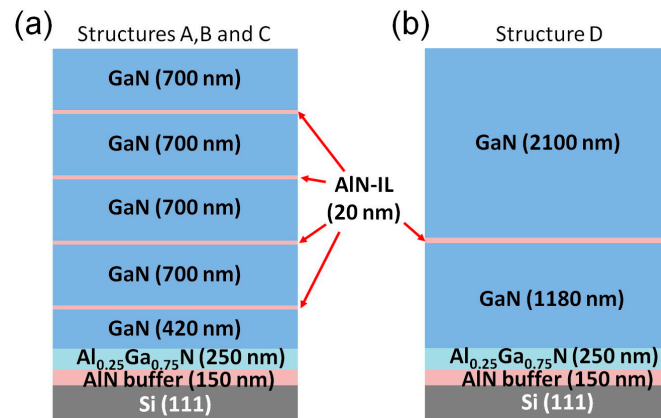 (a)
Structures A,B and C
GaN (700 nm)
GaN (700 nm)
GaN (700 nm)
GaN (700 nm)
GaN (420 nm)
Al0.25Ga0.75N (250 nm)
AlN buffer (150 nm)
Si (111)
AlN-IL
(20 nm)
(b)
Structure D
GaN (2100 nm)
GaN (1180 nm)
Al0.25Ga0.75N (250 nm)
AlN buffer (150 nm)
Si (111)